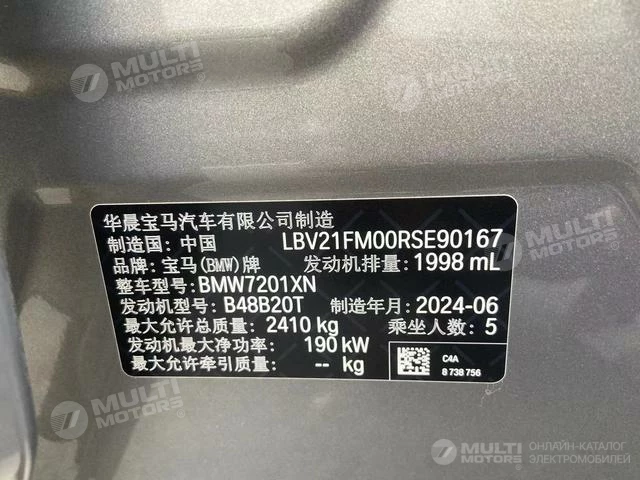 MULTI MOTORS®
MULTI MOTORS®
华晨宝马汽车有限公司制造
制造国: 中国 LBV21FM00RSE90167
品牌: 宝马(BMW)牌 发动机排量: 1998 mL
整车型号: BMW7201XN
发动机型号: B48B20T 制造年月: 2024-06
最大允许总质量: 2410 kg 乘坐人数: 5
发动机最大净功率: 190 kW
最大允许牵引质量: -- kg
C4A
8 738 756
MULTI MOTORS®
MULTI MOTORS®
MULTI MOTORS®
ОНЛАЙН-КАТАЛОГ
ЭЛЕКТРОМОБИЛЕЙ